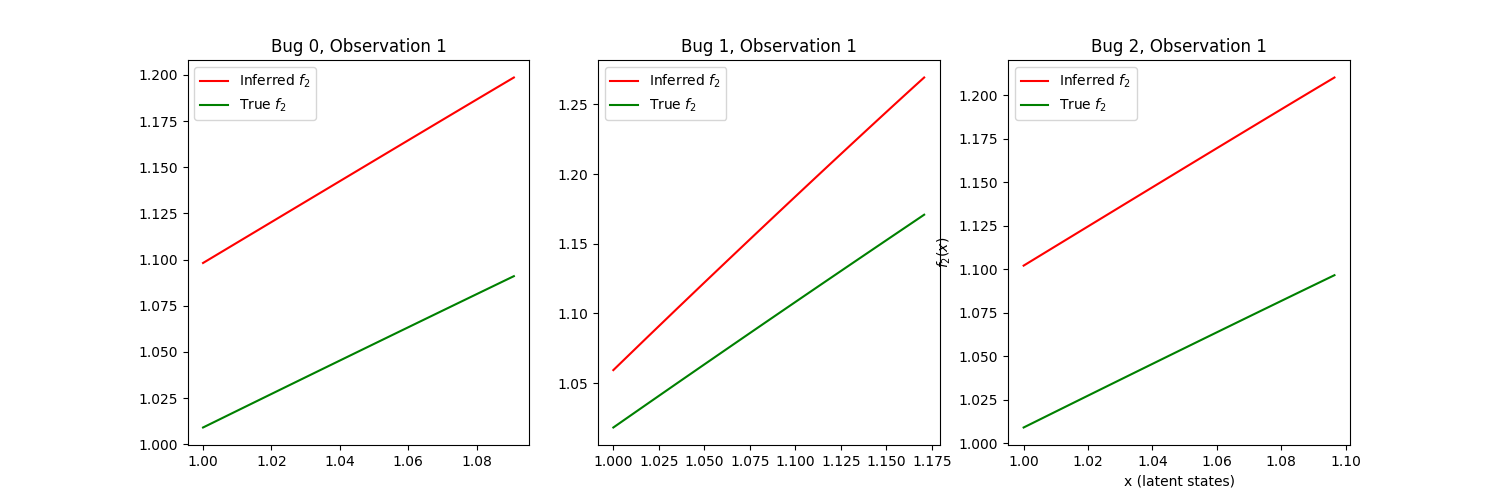 Bug 0, Observation 1
Inferred f₂
True f₂
1.200
1.175
1.150
1.125
1.100
1.075
1.050
1.025
1.000
1.00 1.02 1.04 1.06 1.08
Bug 1, Observation 1
Inferred f₂
True f₂
1.25
1.20
1.15
1.10
1.05
1.000 1.025 1.050 1.075 1.100 1.125 1.150 1.175
Bug 2, Observation 1
Inferred f₂
True f₂
f₂(x)
1.200
1.175
1.150
1.125
1.100
1.075
1.050
1.025
1.000
1.00 1.02 1.04 1.06 1.08 1.10
x (latent states)